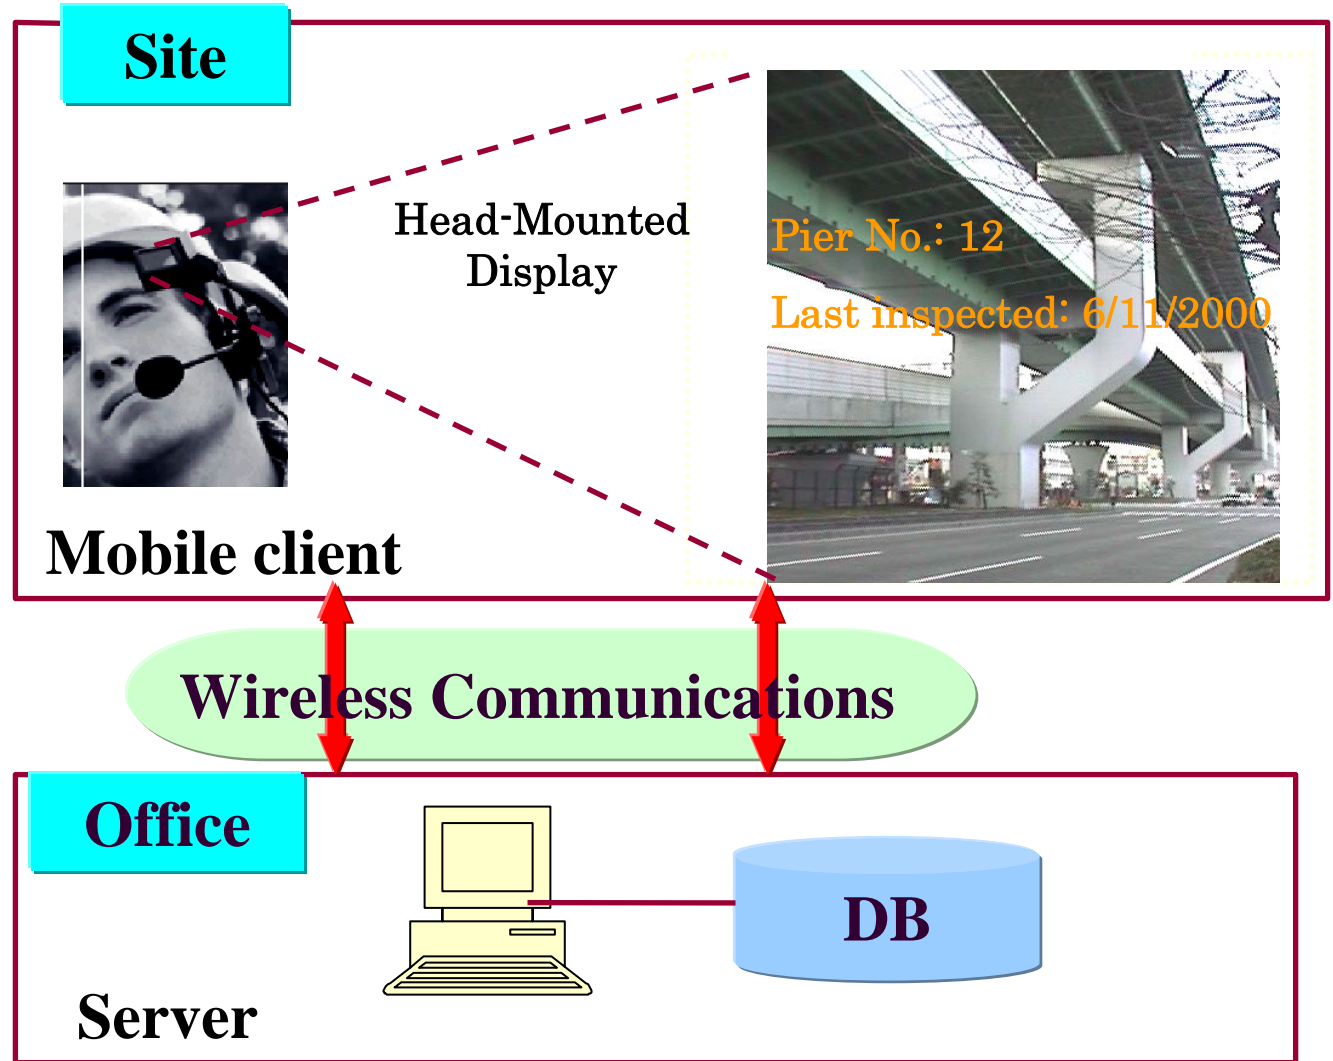 Site
Head-Mounted
Display
Pier No.: 12
Last inspected: 6/11/2000
Mobile client
Wireless Communications
Office
DB
Server